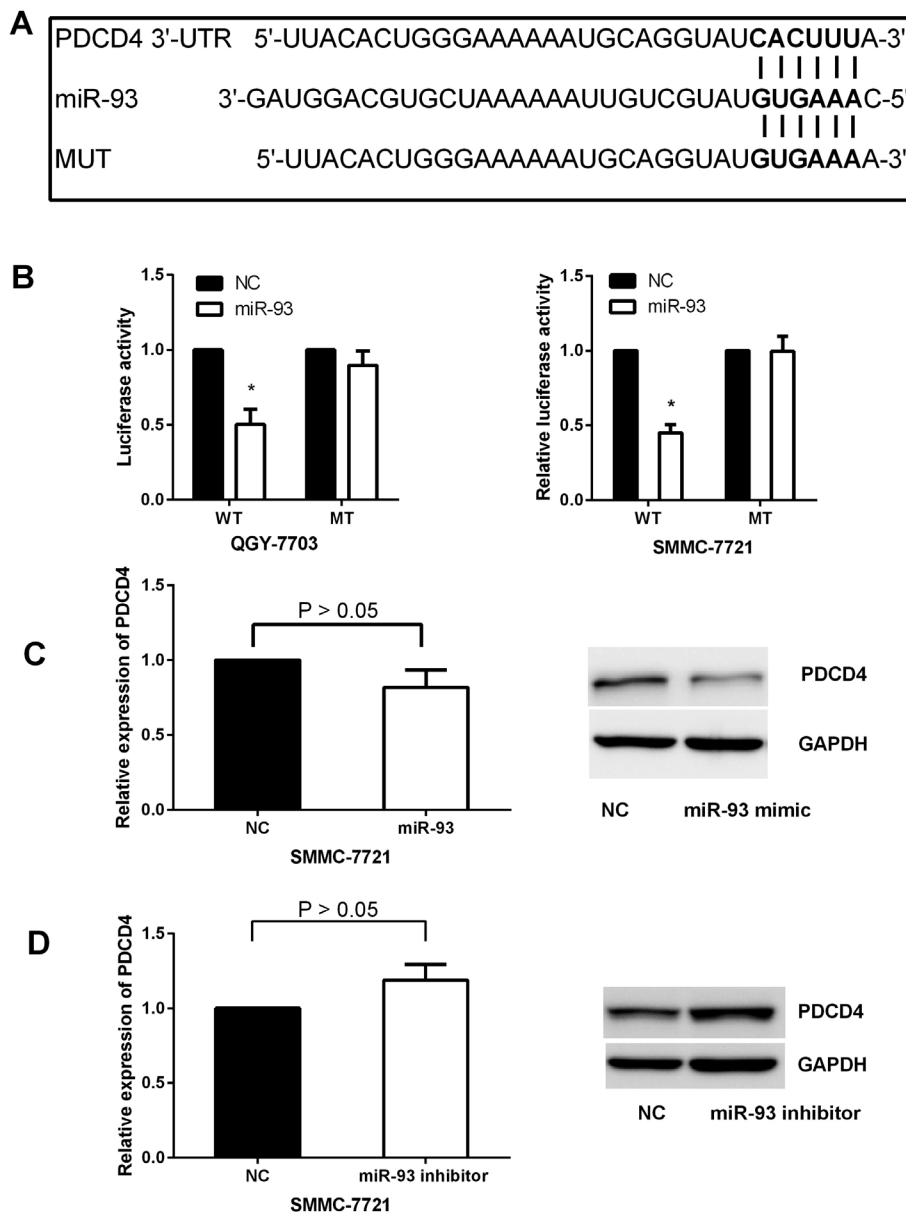 A
PDCD4 3'-UTR 5'-UUACACUGGGAAAAAAUGCAGGUAUCACUUUA-3'
miR-93 3'-GAUGGACGUGCUAAAAAAUUGUCGUAUGUGAAAC-5'
MUT 5'-UUACACUGGGAAAAAAUGCAGGUAUGUGAAAA-3'
B
1.5
1.0
0.5
0.0
Luciferase activity
NC
miR-93
*
WT MT
QGY-7703
1.5
1.0
0.5
0.0
Relative luciferase activity
NC
miR-93
*
WT MT
SMMC-7721
C
1.5
1.0
0.5
0.0
Relative expression of PDCD4
P > 0.05
NC miR-93
SMMC-7721
PDCD4
GAPDH
NC miR-93 mimic
D
1.5
1.0
0.5
0.0
Relative expression of PDCD4
P > 0.05
NC miR-93 inhibitor
SMMC-7721
PDCD4
GAPDH
NC miR-93 inhibitor